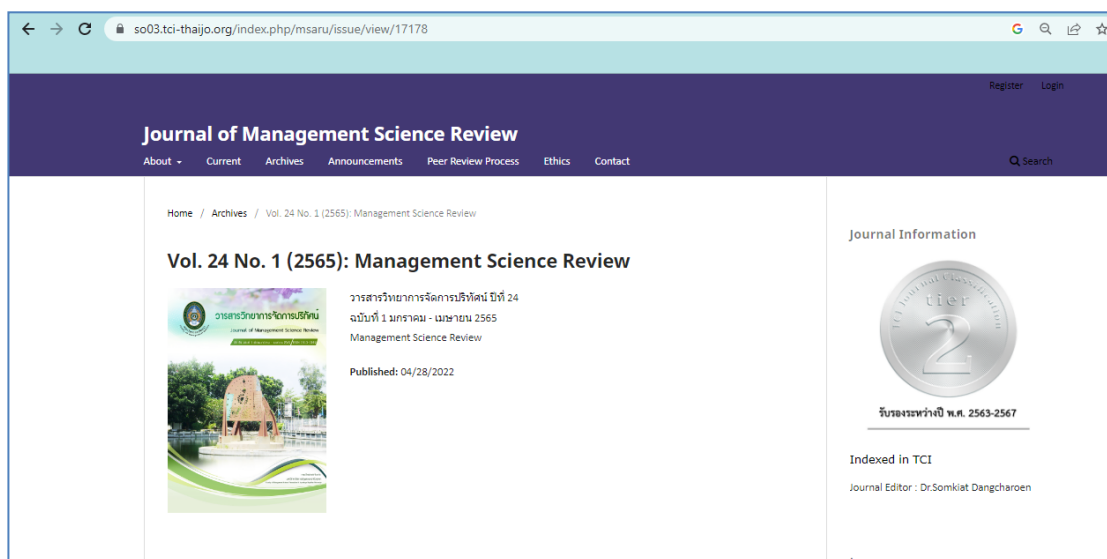 so03.tci-thaijo.org/index.php/msaru/issue/view/17178
Register Login
Journal of Management Science Review
About Current Archives Announcements Peer Review Process Ethics Contact
Search
Home / Archives / Vol. 24 No. 1 (2565): Management Science Review
Vol. 24 No. 1 (2565): Management Science Review
วารสารวิทยาการจัดการปริทัศน์
Journal of Management Science Review
วารสารวิทยาการจัดการปริทัศน์ ปีที่ 24
ฉบับที่ 1 มกราคม - เมษายน 2565
Management Science Review
Published: 04/28/2022
Journal Information
TCI Journal Classification
tier
2
รับรองระหว่างปี พ.ศ. 2563-2567
Indexed in TCI
Journal Editor : Dr.Somkiat Dangcharoen